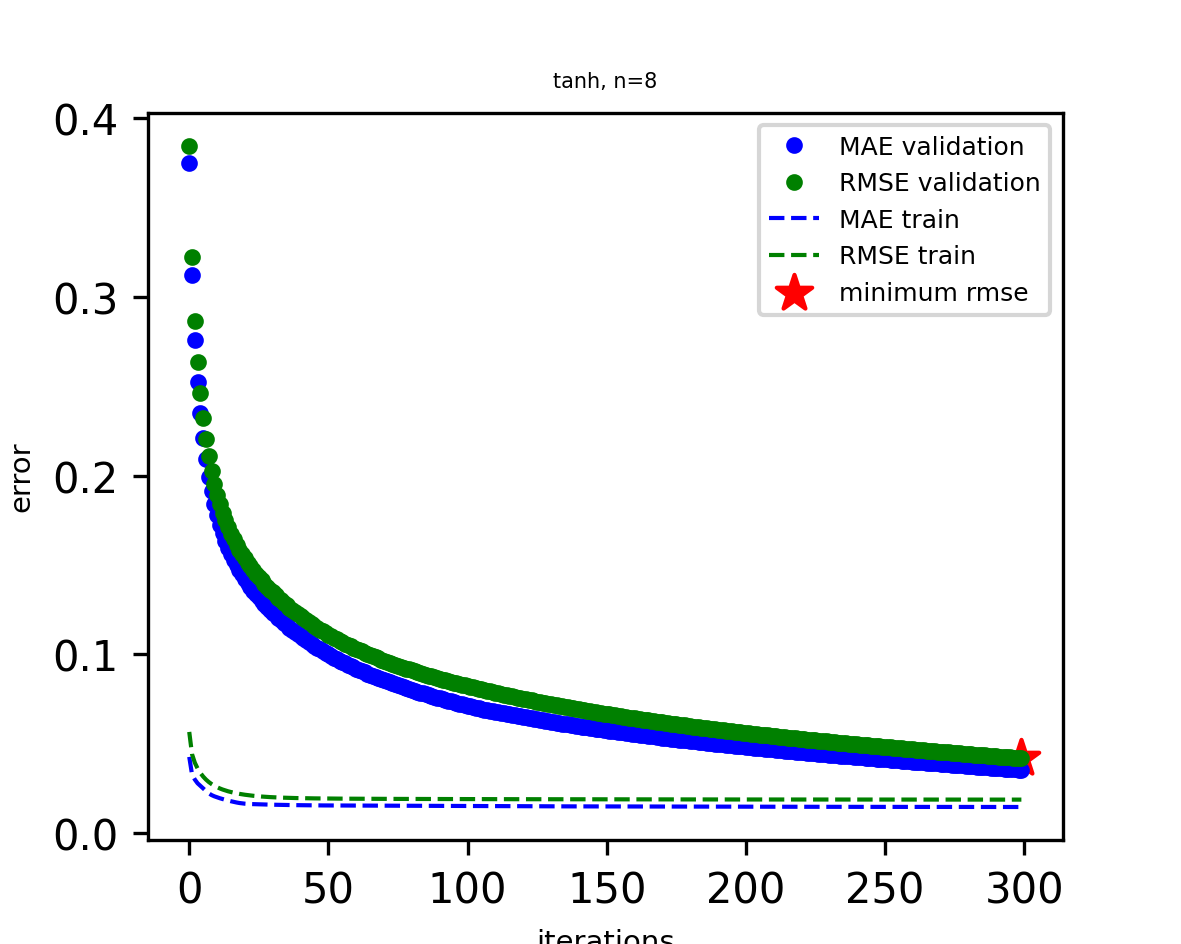 tanh, n=8
0.4
0.3
0.2
0.1
0.0
error
MAE validation
RMSE validation
MAE train
RMSE train
minimum rmse
0 50 100 150 200 250 300
iterations